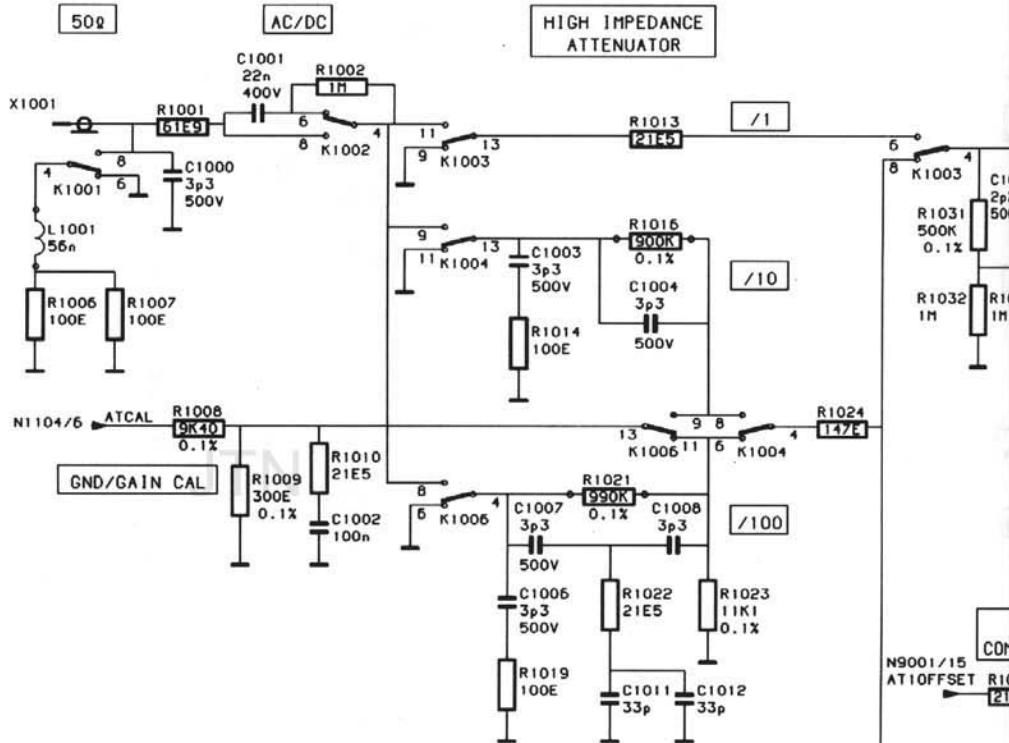 50Ω
AC/DC
HIGH IMPEDANCE
ATTENUATOR
C1001
22n
400V
R1002
1M
X1001
R1001
61E9
6
8
4
K1002
11
9
13
K1003
R1013
21E5
/1
6
8
4
K1003
8
4
6
K1001
C1000
3p3
500V
L1001
56n
R1006
100E
R1007
100E
9
11
13
K1004
C1003
3p3
500V
R1016
900K
0.1%
C1004
3p3
500V
/10
R1014
100E
R1031
500K
0.1%
R1032
1M
1M
N1104/6
ATCAL
R1008
9K40
0.1%
GND/GAIN CAL
JTN
R1009
300E
0.1%
R1010
21E5
C1002
100n
13
9
11
K1006
8
6
4
K1004
R1024
147E
8
6
4
K1006
R1021
990K
0.1%
C1007
3p3
500V
C1008
3p3
/100
C1006
3p3
500V
R1022
21E5
R1023
11K1
0.1%
R1019
100E
C1011
33p
C1012
33p
N9001/15
AT1OFFSET